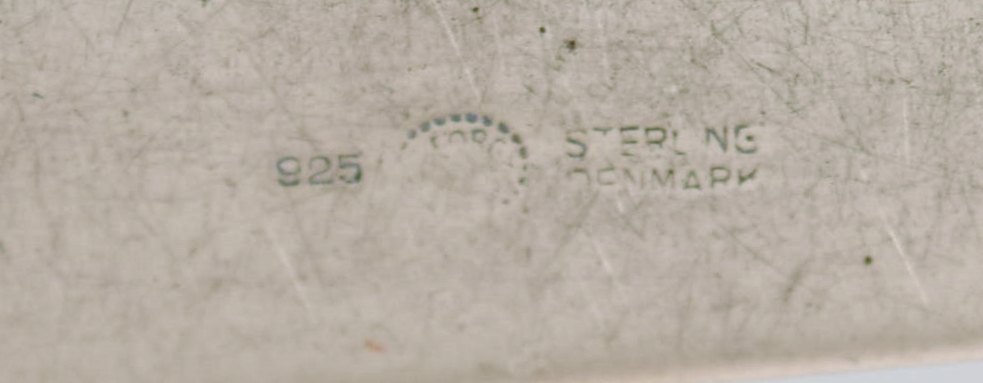 925
STERLING
DENMARK